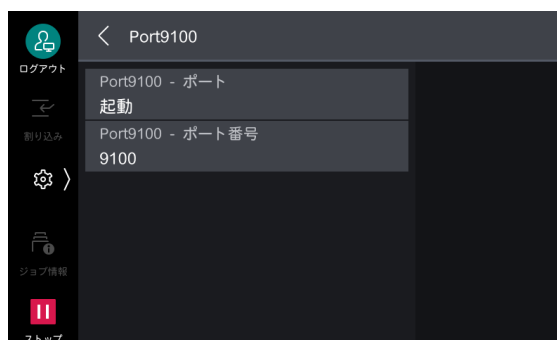 Port9100
ログアウト
Port9100 - ポート
起動
割り込み
Port9100 - ポート番号
9100
ジョブ情報
ストップ